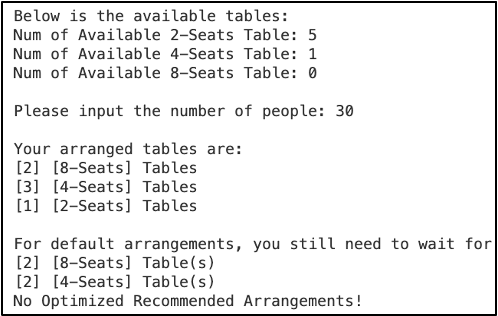 Below is the available tables:
Num of Available 2-Seats Table: 5
Num of Available 4-Seats Table: 1
Num of Available 8-Seats Table: 0
Please input the number of people: 30
Your arranged tables are:
[2] [8-Seats] Tables
[3] [4-Seats] Tables
[1] [2-Seats] Tables
For default arrangements, you still need to wait for
[2] [8-Seats] Table(s)
[2] [4-Seats] Table(s)
No Optimized Recommended Arrangements!